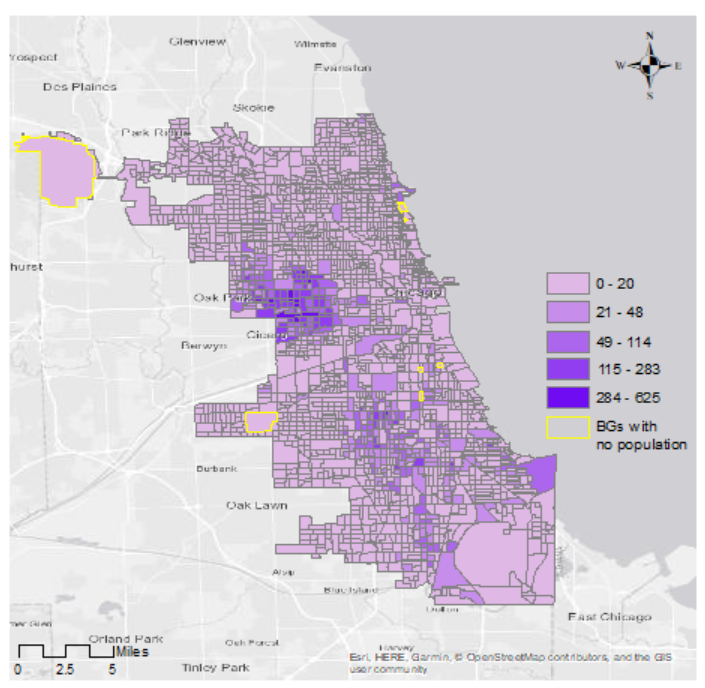 Glenview
Wilmette
rospect
Evanston
Des Plaines
Skokie
Park Ridge
N
W
E
S
hurst
Oak Park
Chicago
Cicero
Berwyn
0 - 20
21 - 48
49 - 114
115 - 283
284 - 625
BGs with
no population
Burbank
Oak Lawn
Alsip
Blue Island
Dolton
East Chicago
mer Glen
Orland Park
Oak Forest
Harvey
Miles
0 2.5 5
Tinley Park
Esri, HERE, Garmin, © OpenStreetMap contributors, and the GIS
user community